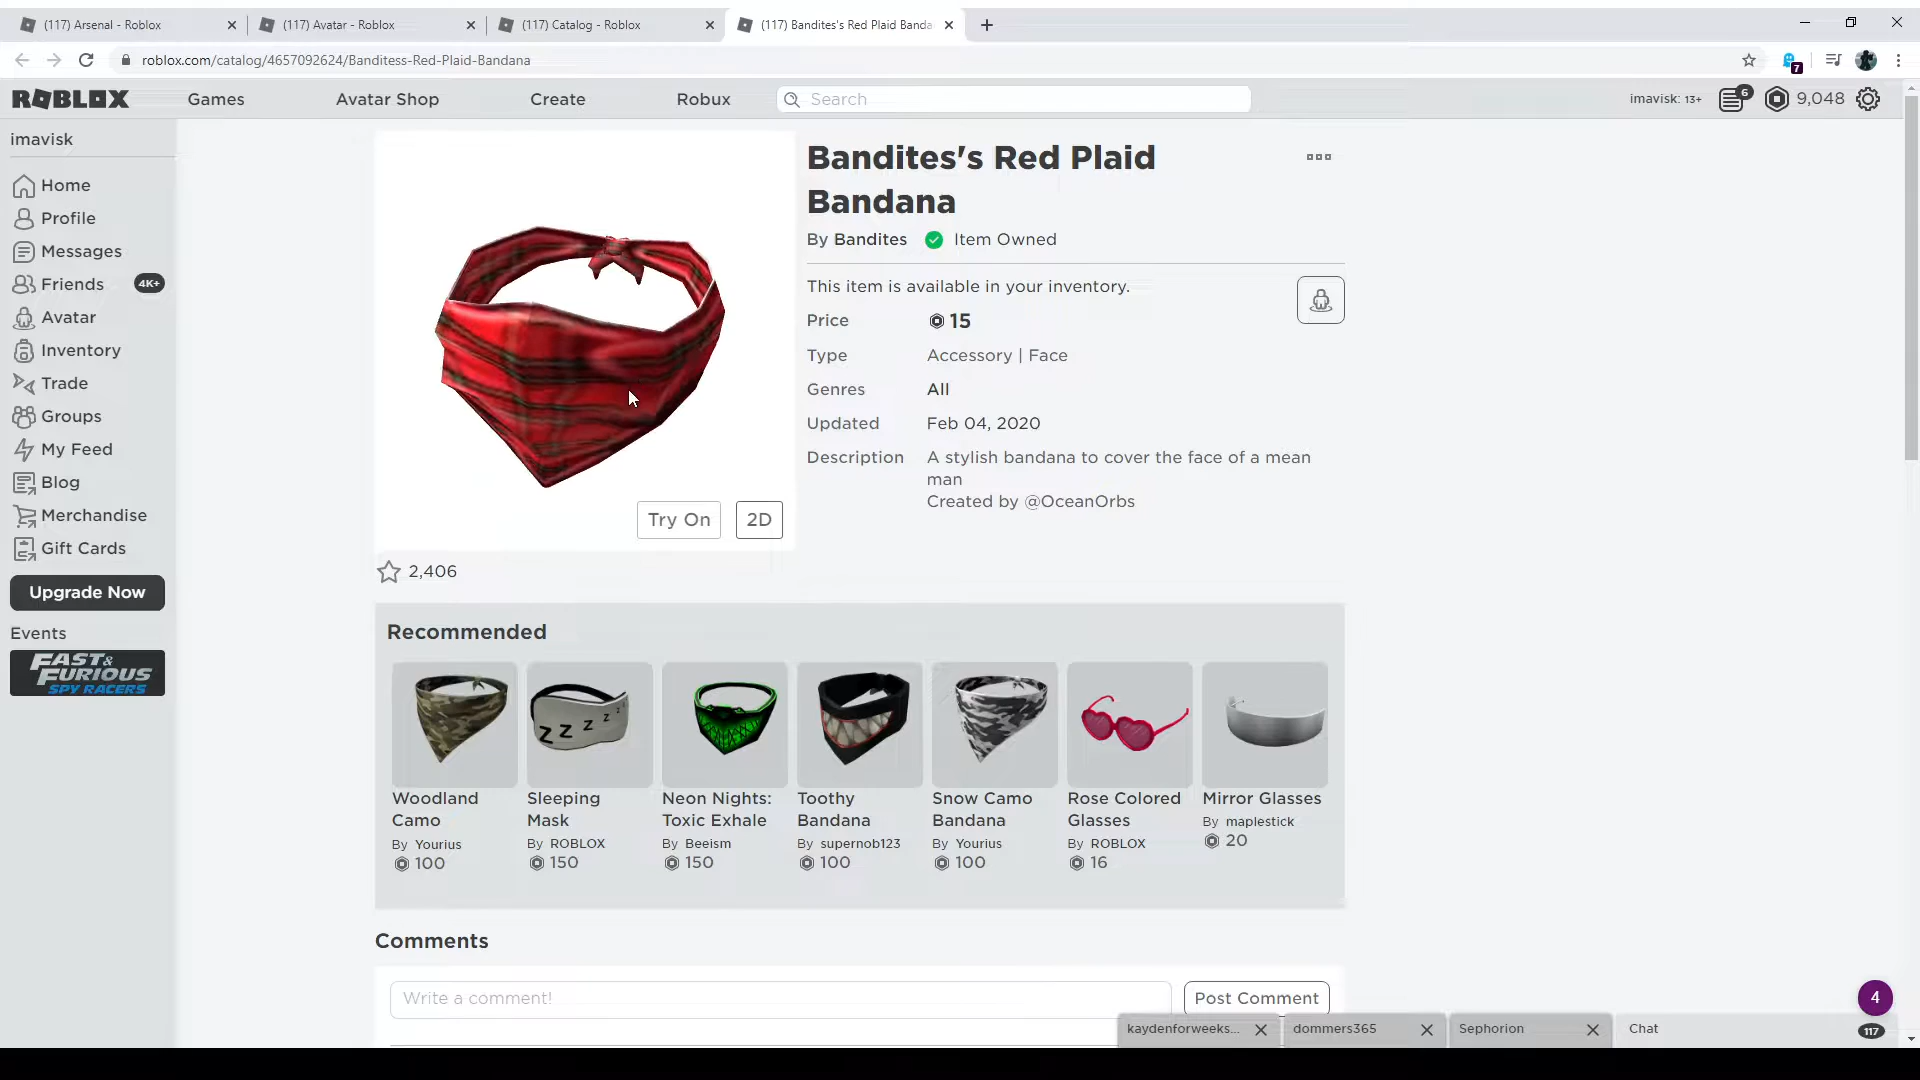 (117) Arsenal - Roblox
(117) Avatar - Roblox
(117) Catalog - Roblox
(117) Bandites's Red Plaid Banda
roblox.com/catalog/4657092624/Banditess-Red-Plaid-Bandana
7
ROBLOX
Games
Avatar Shop
Create
Robux
Search
imavisk: 13+
6
9,048
imavisk
Home
Profile
Messages
Friends
4K+
Avatar
Inventory
Trade
Groups
My Feed
Blog
Merchandise
Gift Cards
Upgrade Now
Events
FAST &
FURIOUS
SPY RACERS
Bandites's Red Plaid
Bandana
By Bandites
Item Owned
This item is available in your inventory.
Price
15
Type
Accessory | Face
Genres
All
Updated
Feb 04, 2020
Description
A stylish bandana to cover the face of a mean
man
Created by @OceanOrbs
Try On
2D
2,406
Recommended
Z Z Z Z Z
Woodland
Camo
By Yourius
100
Sleeping
Mask
By ROBLOX
150
Neon Nights:
Toxic Exhale
By Beeism
150
Toothy
Bandana
By supernob123
100
Snow Camo
Bandana
By Yourius
100
Rose Colored
Glasses
By ROBLOX
16
Mirror Glasses
By maplestick
20
Comments
Write a comment!
Post Comment
4
kaydenforweeks...
dommers365
Sephorion
Chat
117